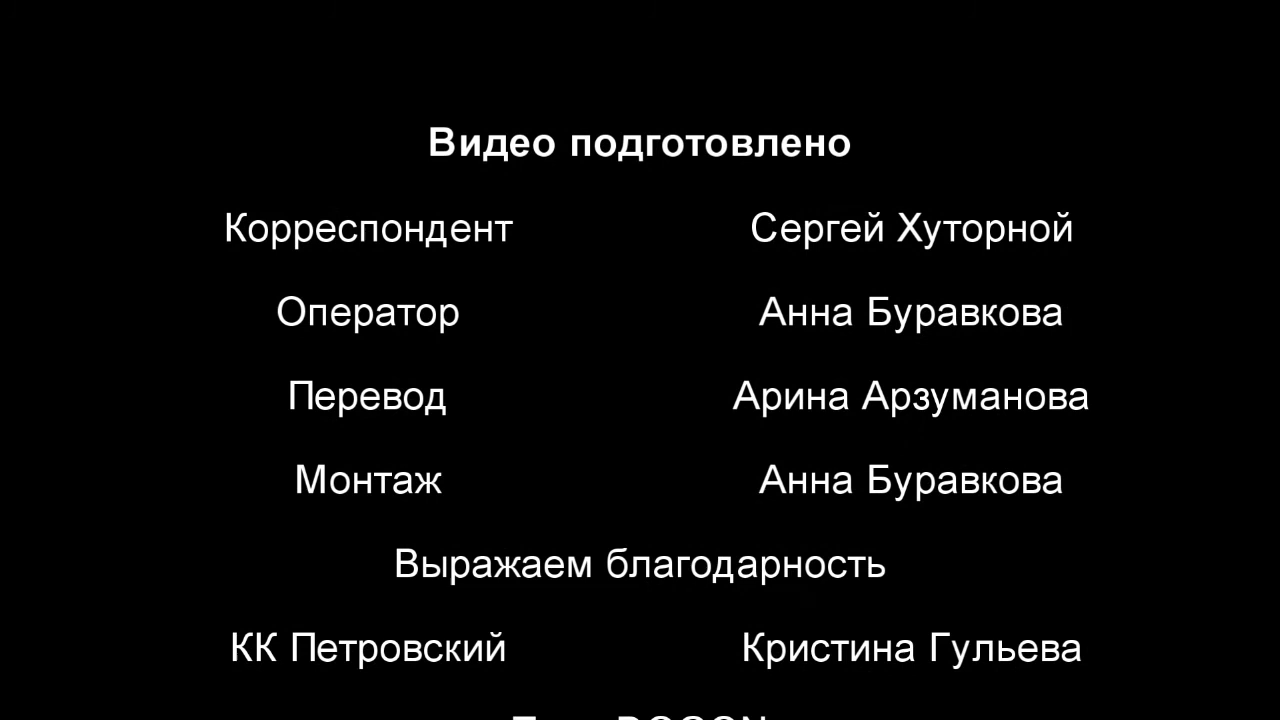 Видео подготовлено
Корреспондент Сергей Хуторной
Оператор Анна Буравкова
Перевод Арина Арзуманова
Монтаж Анна Буравкова
Выражаем благодарность
КК Петровский Кристина Гульева